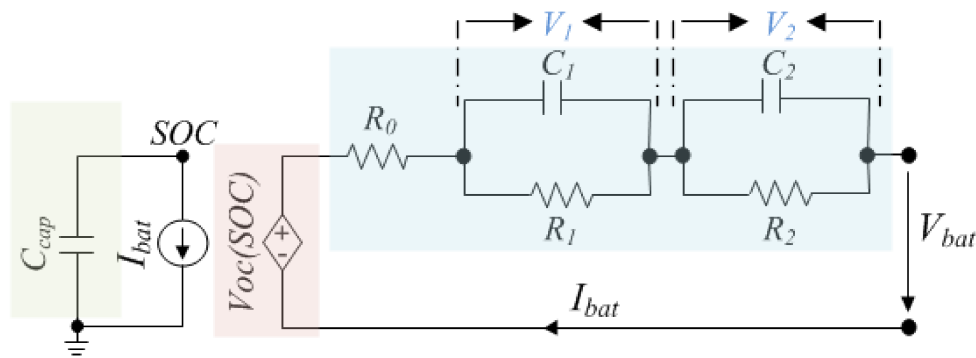 V1 V2
C1 C2
R0
SOC
Ccap
Ibat
Voc(SOC)
+
-
R1 R2
Vbat
Ibat